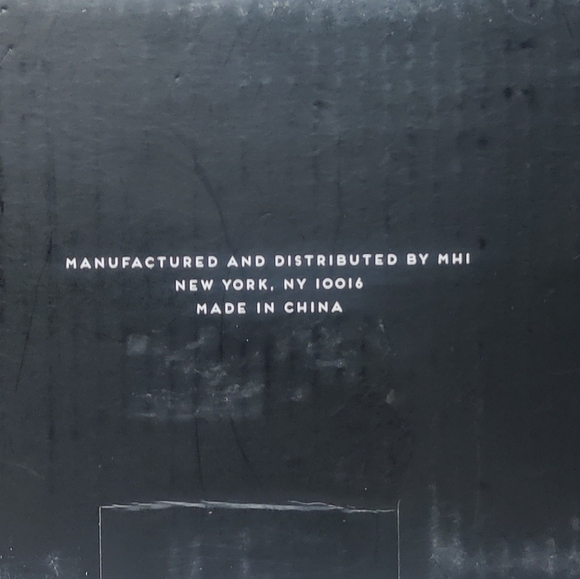 MANUFACTURED AND DISTRIBUTED BY MHI
NEW YORK, NY 10016
MADE IN CHINA